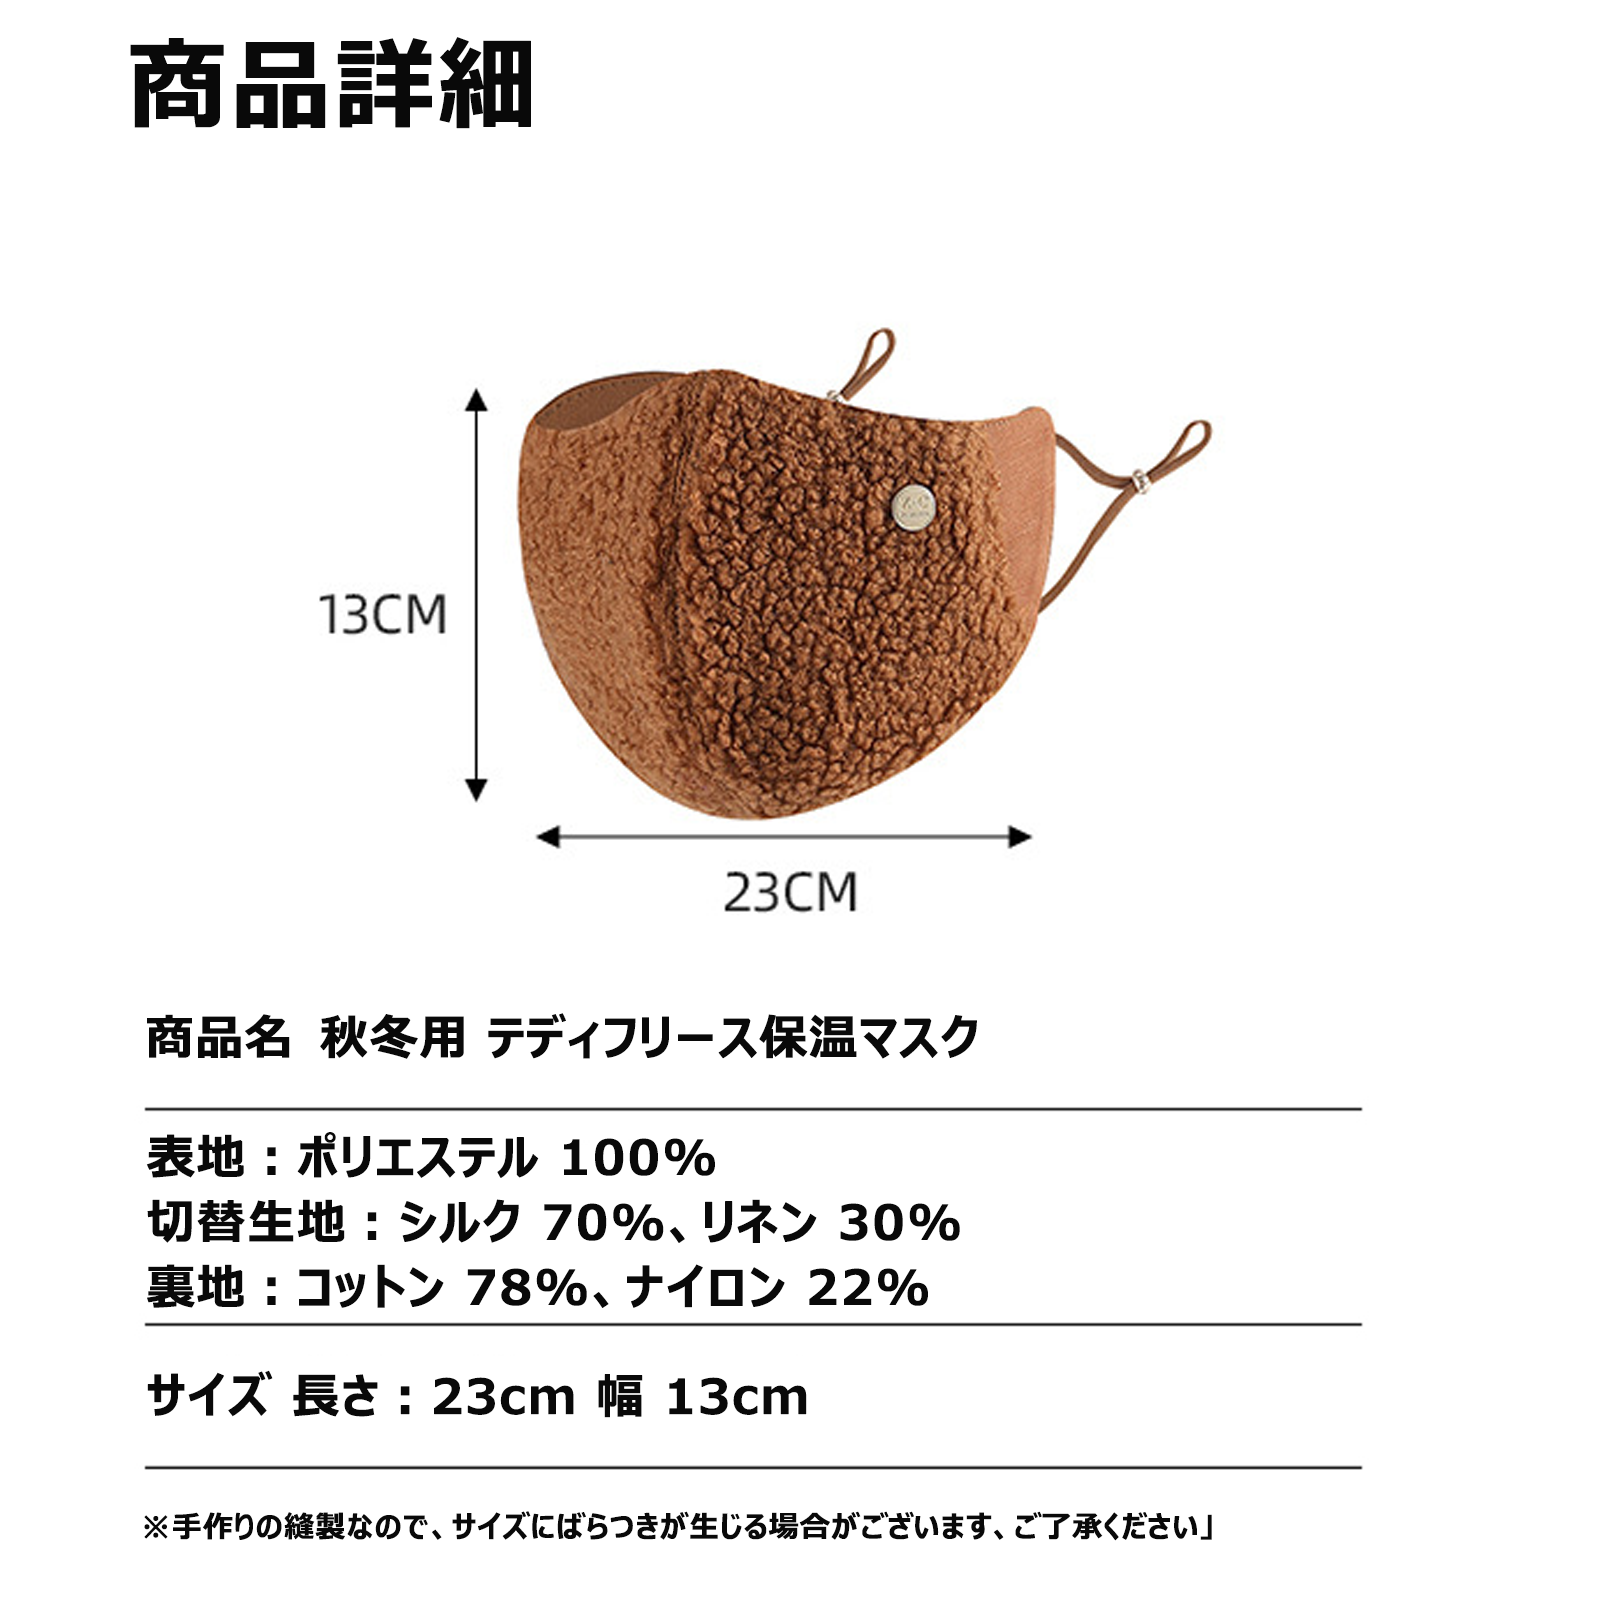 商品詳細
13CM
23CM
商品名 秋冬用 テディフリース保温マスク
表地 : ポリエステル 100%
切替生地 : シルク 70%、リネン 30%
裏地 : コットン 78%、ナイロン 22%
サイズ 長さ : 23cm 幅 13cm
※手作りの縫製なので、サイズにばらつきが生じる場合がございます、ご了承ください」